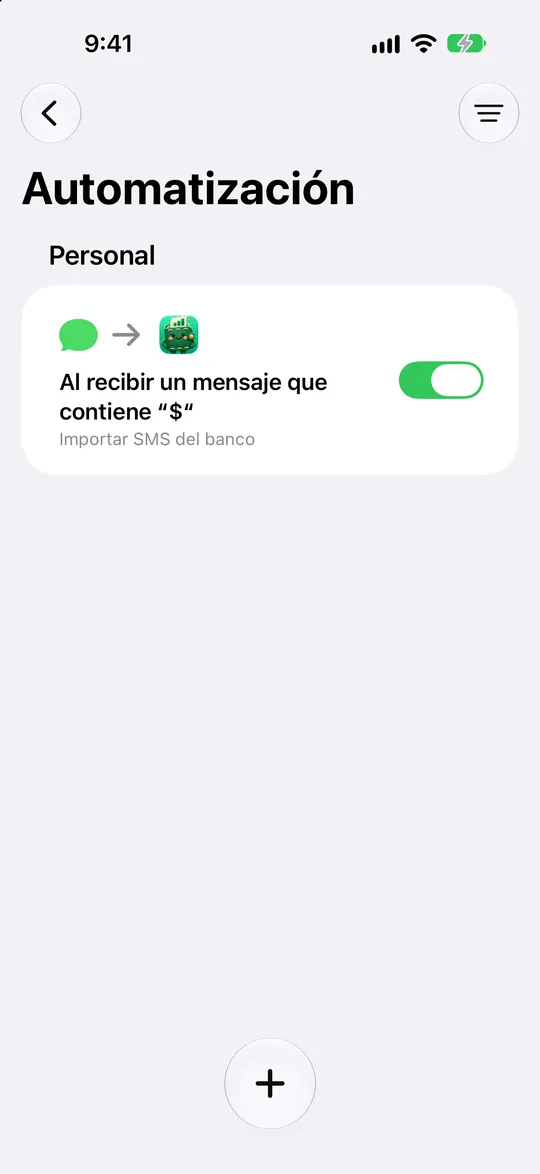 9:41
Automatización
Personal
Al recibir un mensaje que
contiene “$“
Importar SMS del banco